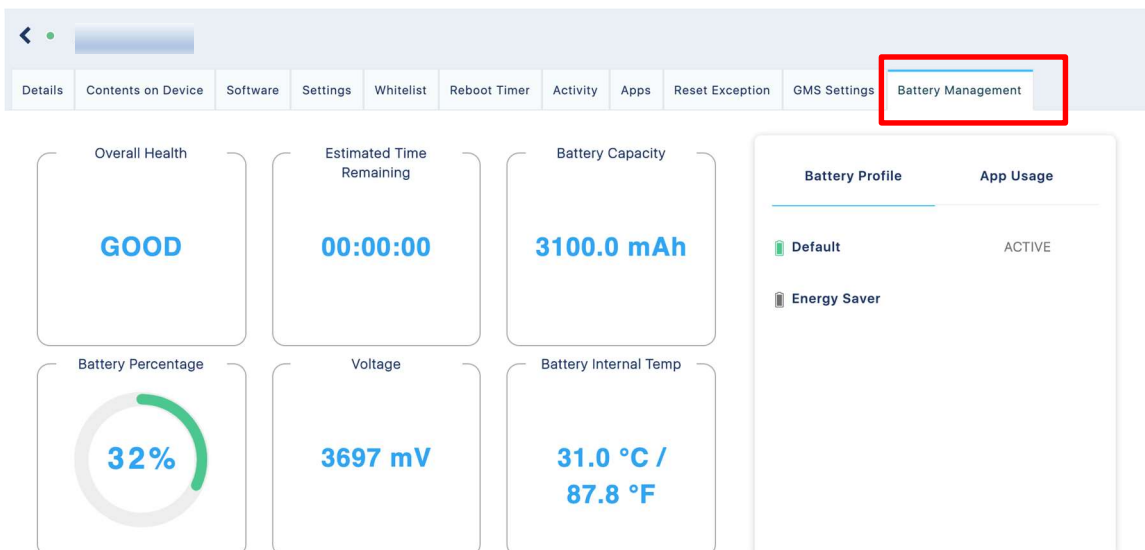 Details Contents on Device Software Settings Whitelist Reboot Timer Activity Apps Reset Exception GMS Settings Battery Management
Overall Health
GOOD
Estimated Time
Remaining
00:00:00
Battery Capacity
3100.0 mAh
Battery Percentage
32%
Voltage
3697 mV
Battery Internal Temp
31.0 °C /
87.8 °F
Battery Profile App Usage
Default ACTIVE
Energy Saver